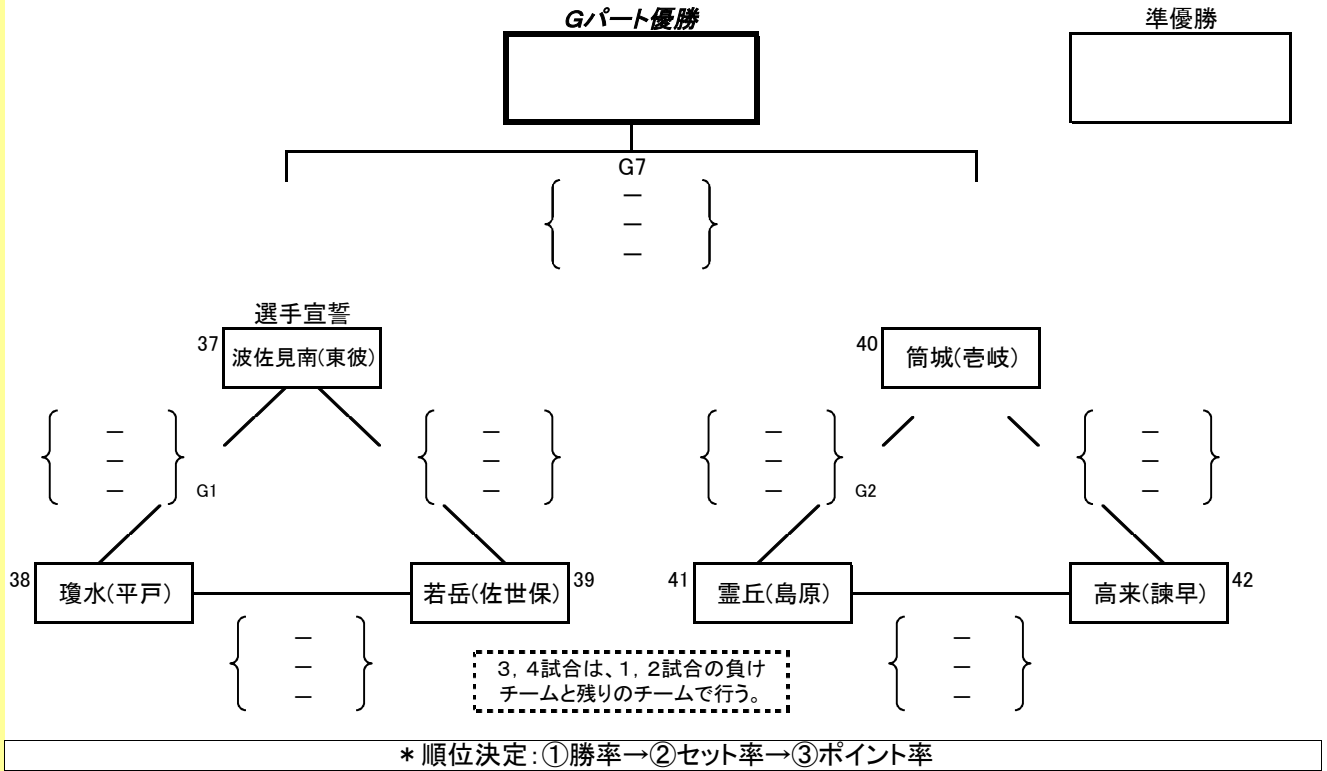 Gパート優勝
準優勝
G7
―
―
―
選手宣誓
37
波佐見南(東彼)
40
筒城(壱岐)
― ― ― ―
― ― ― ―
― G1 ― ― G2 ―
38 瓊水(平戸)
若岳(佐世保) 39
41 霊丘(島原)
高来(諫早) 42
― ―
― ―
― ―
3,4試合は、1,2試合の負け
チームと残りのチームで行う。
*順位決定:①勝率→②セット率→③ポイント率